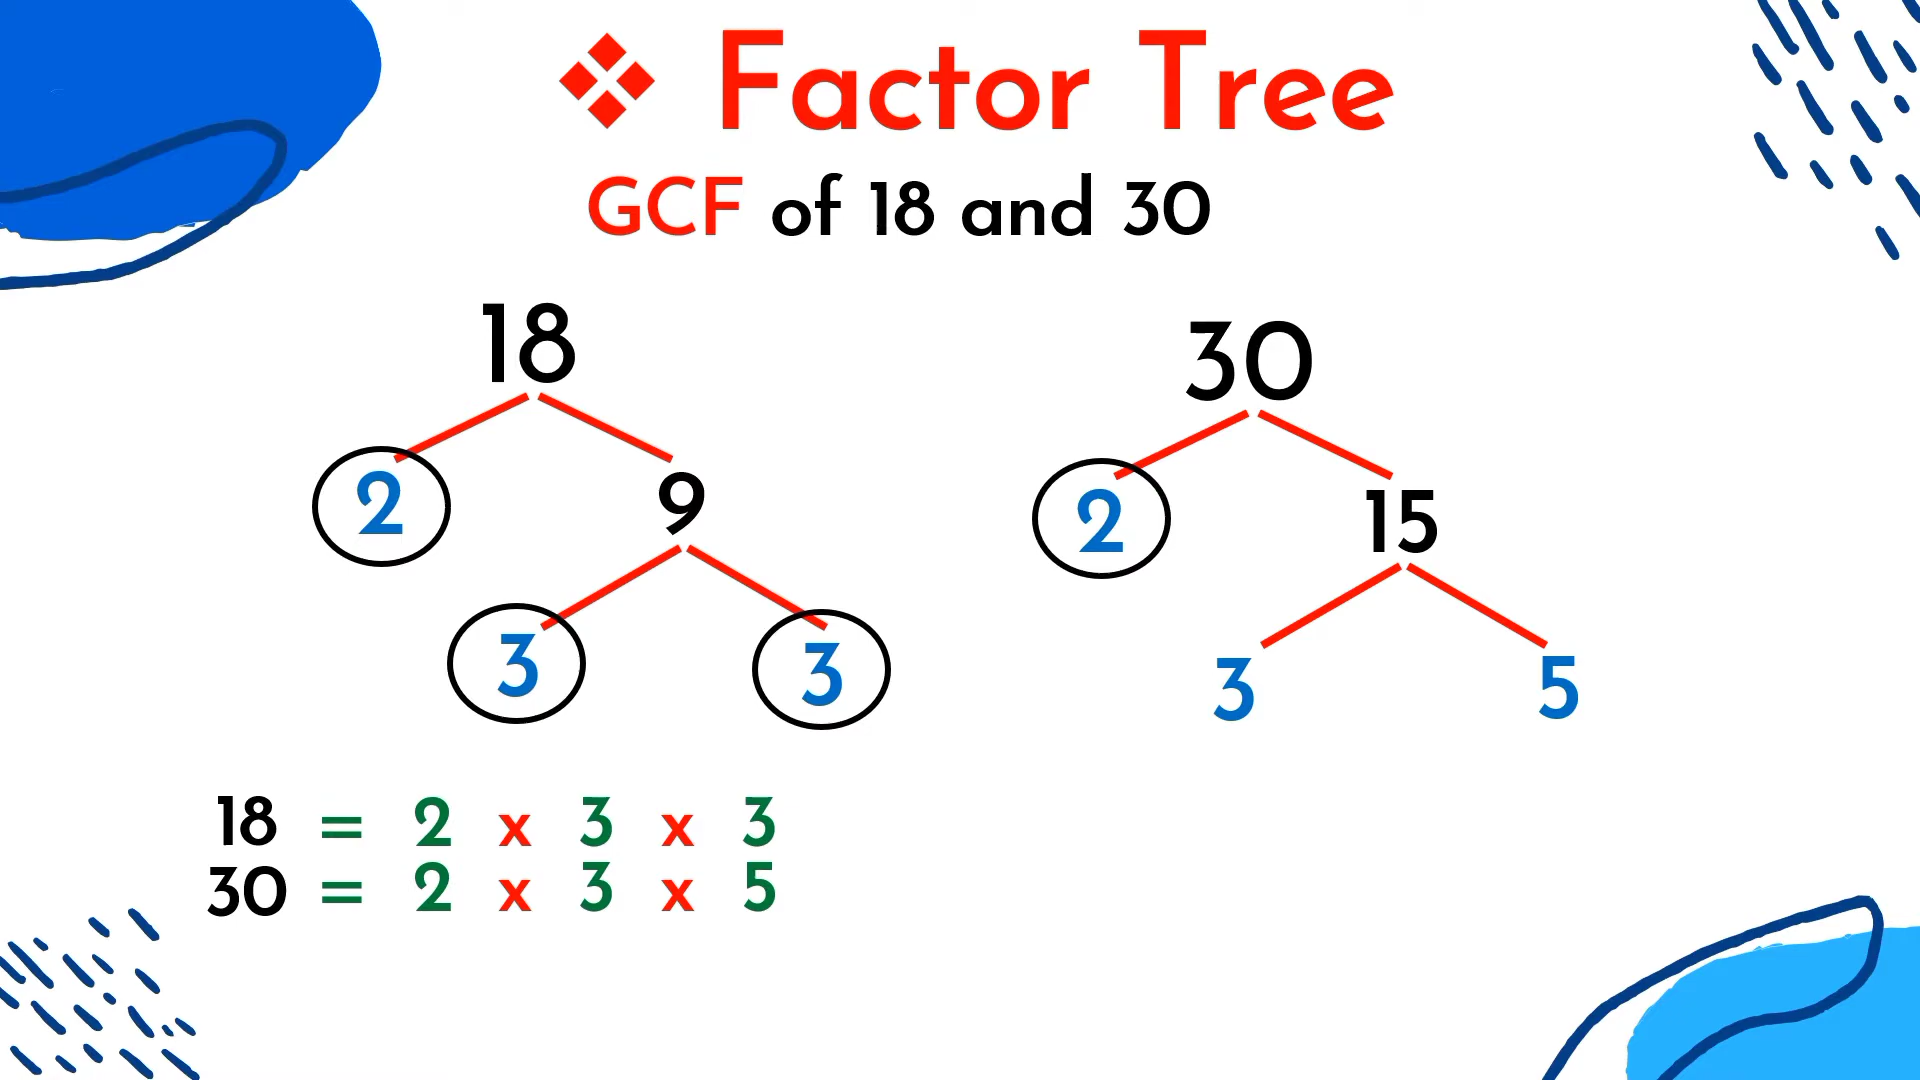 ❖ Factor Tree
GCF of 18 and 30
18
30
2
9
2
15
3
3
3
5
18 = 2 x 3 x 3
30 = 2 x 3 x 5